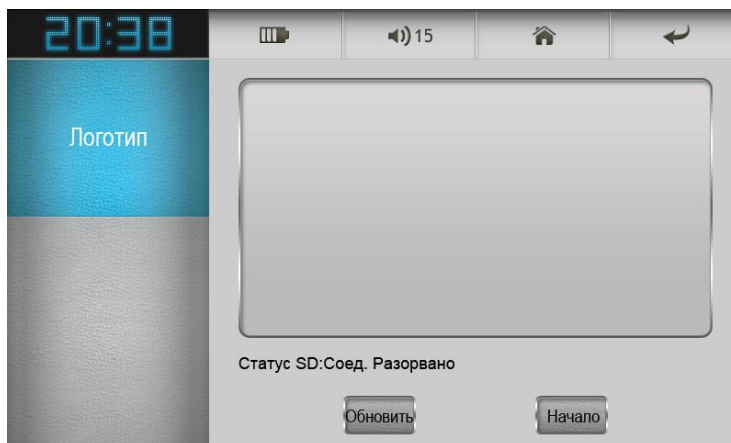 20:38
15
Логотип
Статус SD:Соед. Разорвано
Обновить
Начало